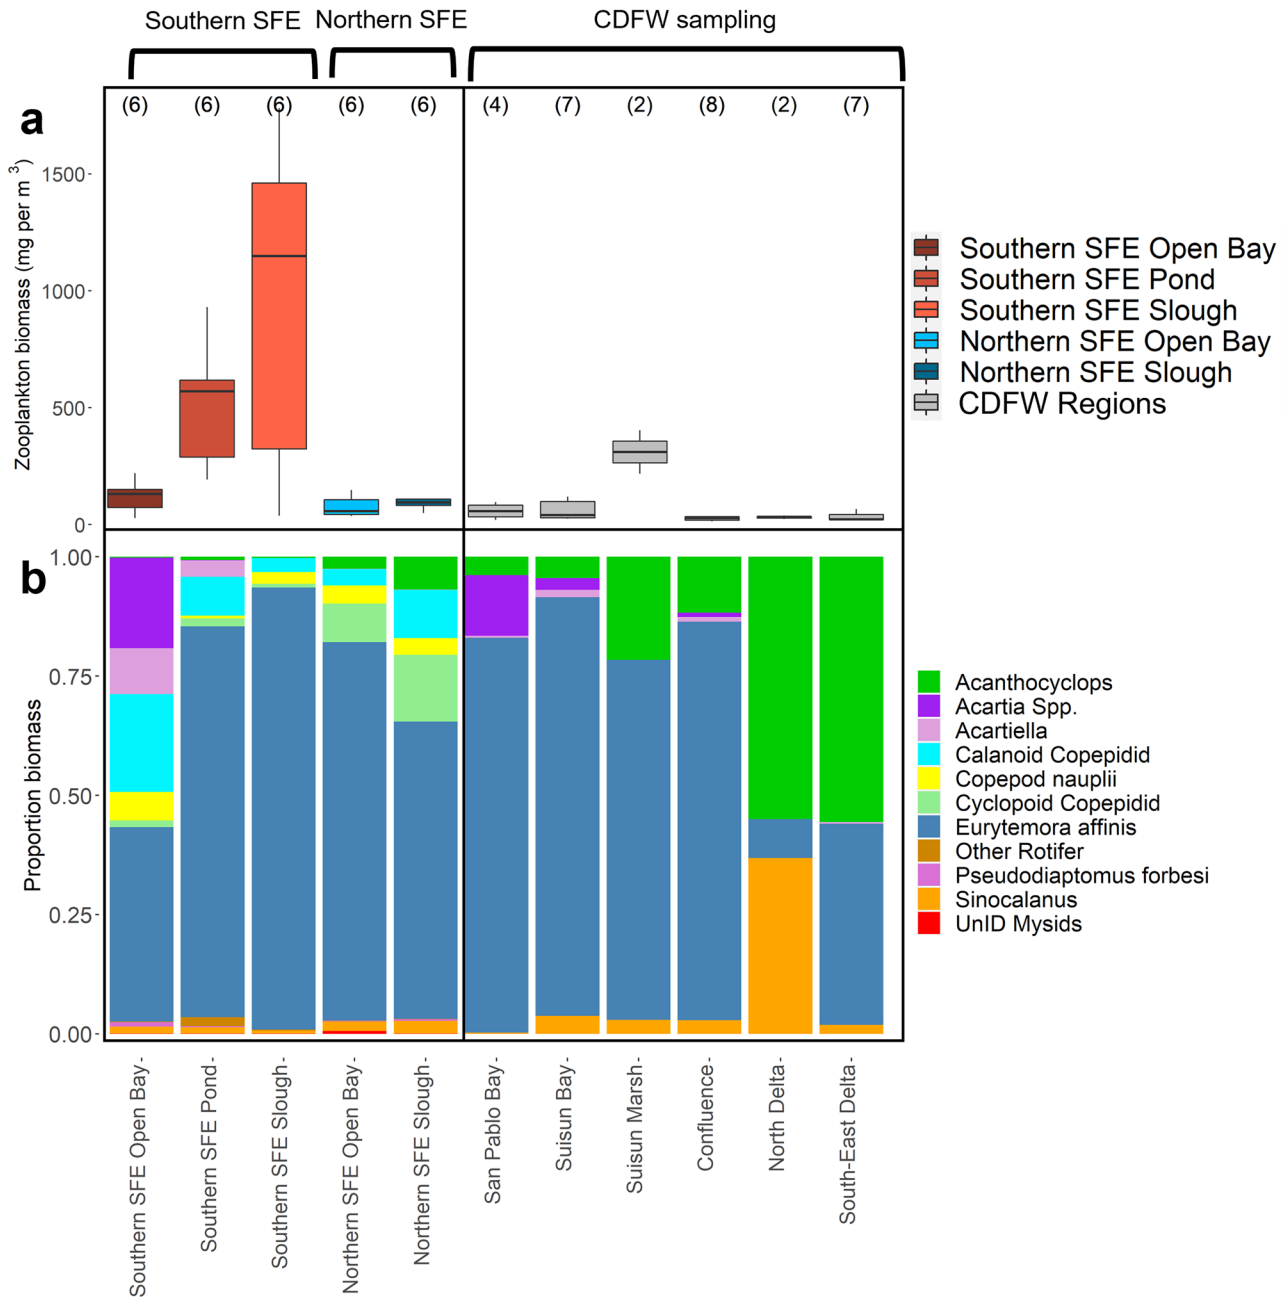 Southern SFE Northern SFE CDFW sampling
a
(6) (6) (6) (6) (6) (4) (7) (2) (8) (2) (7)
Zooplankton biomass (mg per m 3)
1500
1000
500
0
Southern SFE Open Bay
Southern SFE Pond
Southern SFE Slough
Northern SFE Open Bay
Northern SFE Slough
CDFW Regions
b
Proportion biomass
1.00
0.75
0.50
0.25
0.00
Acanthocyclops
Acartia Spp.
Acartiella
Calanoid Copepidid
Copepod nauplii
Cyclopoid Copepidid
Eurytemora affinis
Other Rotifer
Pseudodiaptomus forbesi
Sinocalanus
UnID Mysids
Southern SFE Open Bay
Southern SFE Pond
Southern SFE Slough
Northern SFE Open Bay
Northern SFE Slough
San Pablo Bay
Suisun Bay
Suisun Marsh
Confluence
North Delta
South-East Delta